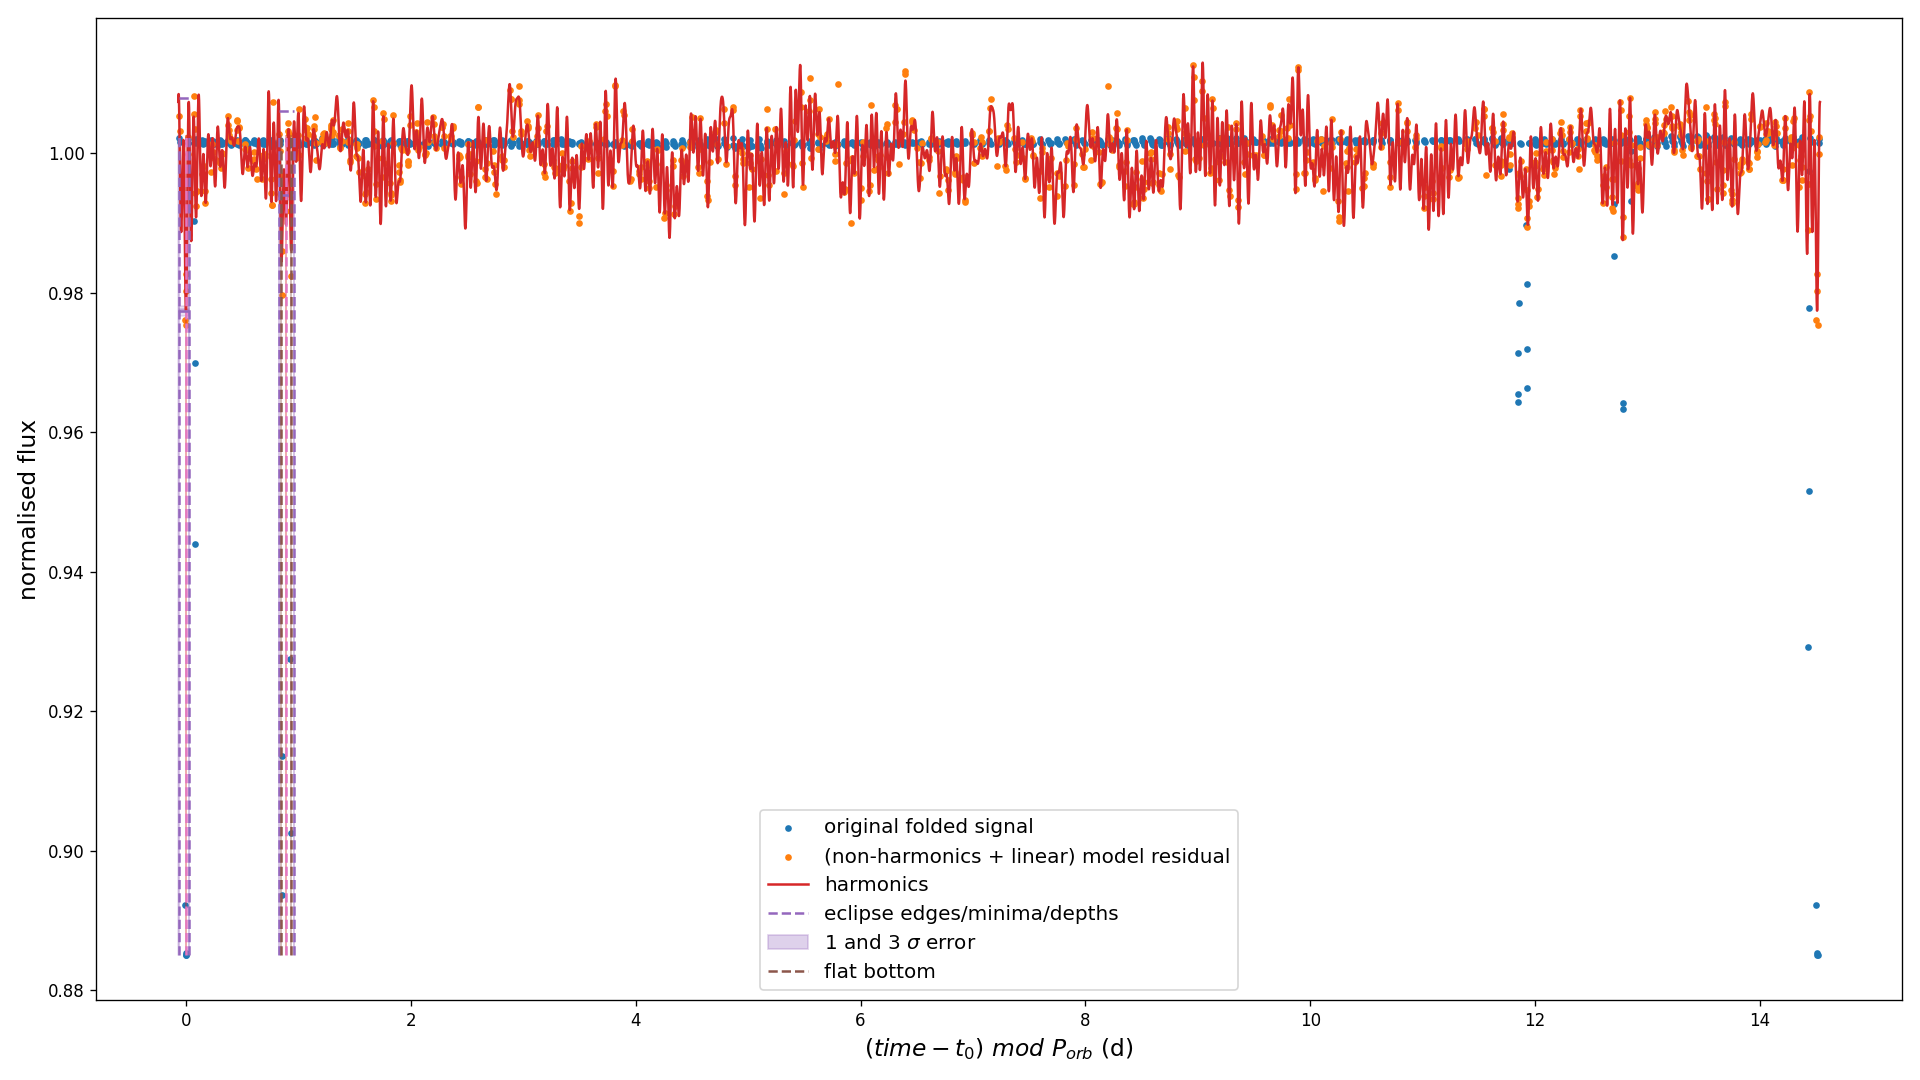 1.00
0.98
0.96
0.94
0.92
0.90
0.88
normalised flux
original folded signal
(non-harmonics + linear) model residual
harmonics
eclipse edges/minima/depths
1 and 3 σ error
flat bottom
0 2 4 6 8 10 12 14
(time − t₀) mod P_orb (d)